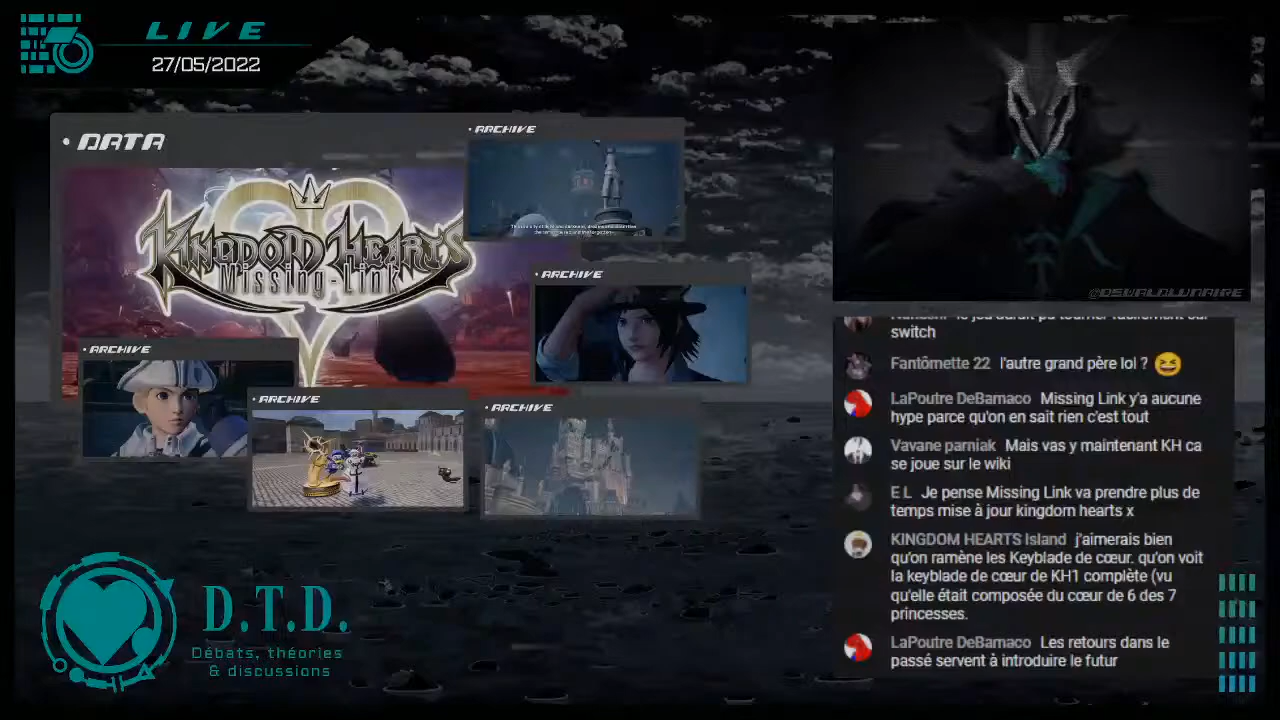 LIVE
27/05/2022
• DATA
• ARCHIVE
KINGDOM HEARTS
Missing-Link
• ARCHIVE
• ARCHIVE
• ARCHIVE
• ARCHIVE
D.T.D.
Débats, théories
& discussions
@OSWALDLUNAIRE
switch
Fantômette 22 l'autre grand père lol ? 😆
LaPoutre DeBamaco Missing Link y'a aucune
hype parce qu'on en sait rien c'est tout
Vavane parniak Mais vas y maintenant KH ca
se joue sur le wiki
E L Je pense Missing Link va prendre plus de
temps mise à jour kingdom hearts x
KINGDOM HEARTS Island j'aimerais bien
qu'on ramène les Keyblade de cœur. qu'on voit
la keyblade de cœur de KH1 complète (vu
qu'elle était composée du cœur de 6 des 7
princesses.
LaPoutre DeBamaco Les retours dans le
passé servent à introduire le futur